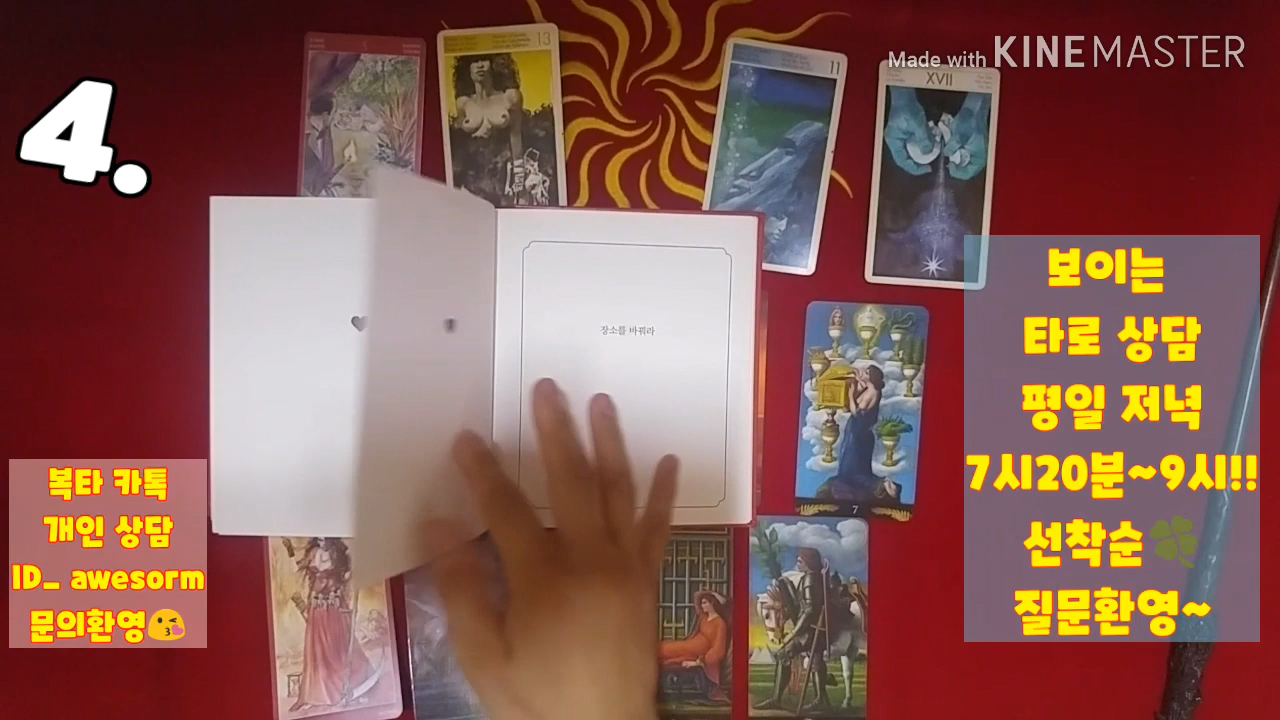 Made with KINEMASTER
4.
13
11
XVII
장소를 바꿔라
7
보이는
타로 상담
평일 저녁
7시20분~9시!!
선착순🍀
질문환영~
복타 카톡
개인 상담
ID_ awesorm
문의환영😘